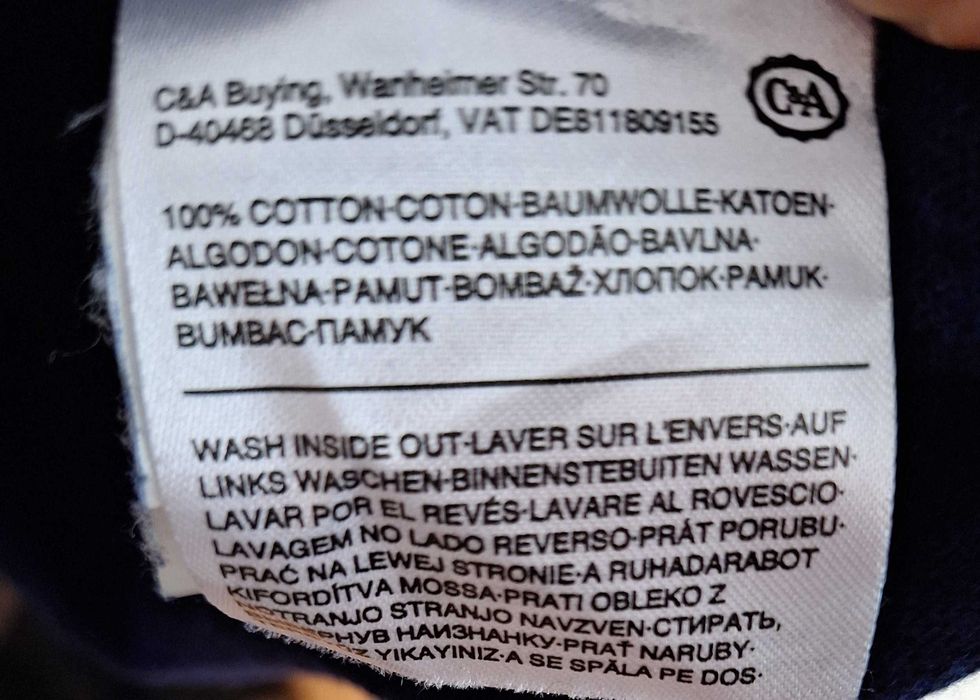 C&A Buying, Wanheimer Str. 70
D-40468 Düsseldorf, VAT DE811809155
C&A
100% COTTON·COTON·BAUMWOLLE·KATOEN·
ALGODON·COTONE·ALGODÃO·BAVLNA·
BAWEŁNA·PAMUT·BOMBAŽ·ХЛОПОК·PAMUK·
BUMBAC·ПАМУК
WASH INSIDE OUT·LAVER SUR L'ENVERS·AUF
LINKS WASCHEN·BINNENSTEBUITEN WASSEN·
LAVAR POR EL REVÉS·LAVARE AL ROVESCIO·
LAVAGEM NO LADO REVERSO·PRÁT PORUBU·
PRAĆ NA LEWEJ STRONIE·A RUHADARABOT
KIFORDÍTVA MOSSA·PRATI OBLEKO Z
NOTRANJO STRANJO NAVZVEN·СТИРАТЬ,
НАИЗНАНКУ·PRAŤ NARUBY·
YIKAYINIZ·A SE SPĂLA PE DOS·